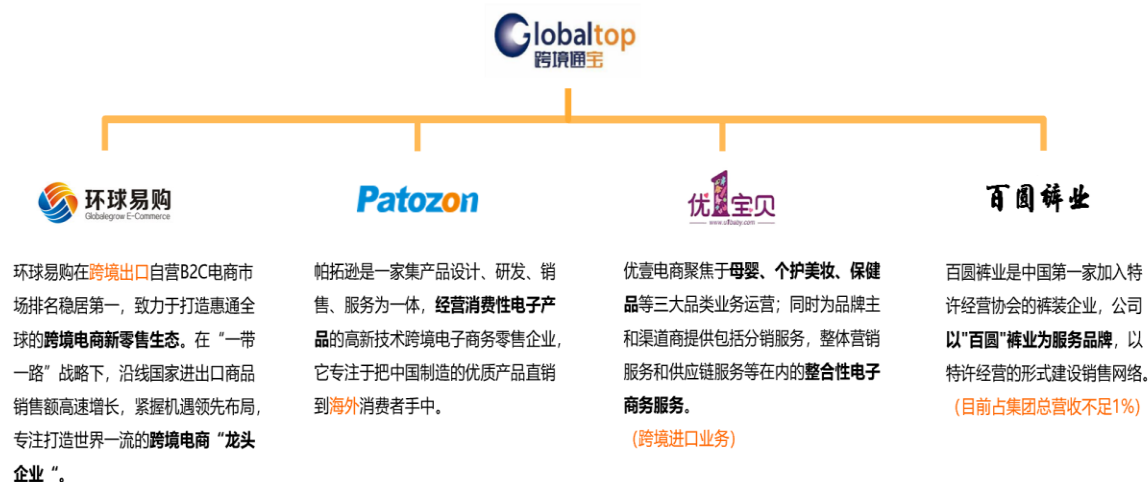 Globaltop
跨境通宝
环球易购
Globalegrow E-Commerce
环球易购在跨境出口自营B2C电商市
场排名稳居第一，致力于打造惠通全
球的跨境电商新零售生态。在“一带
一路”战略下，沿线国家进出口商品
销售额高速增长，紧握机遇领先布局，
专注打造世界一流的跨境电商“龙头
企业“。
Patozon
帕拓逊是一家集产品设计、研发、销
售、服务为一体，经营消费性电子产
品的高新技术跨境电子商务零售企业，
它专注于把中国制造的优质产品直销
到海外消费者手中。
优1宝贝
www.u1baby.com
优壹电商聚焦于母婴、个护美妆、保健
品等三大品类业务运营；同时为品牌主
和渠道商提供包括分销服务，整体营销
服务和供应链服务等在内的整合性电子
商务服务。
（跨境进口业务）
百圆裤业
百圆裤业是中国第一家加入特
许经营协会的裤装企业，公司
以"百圆"裤业为服务品牌，以
特许经营的形式建设销售网络。
（目前占集团总营收不足1%）